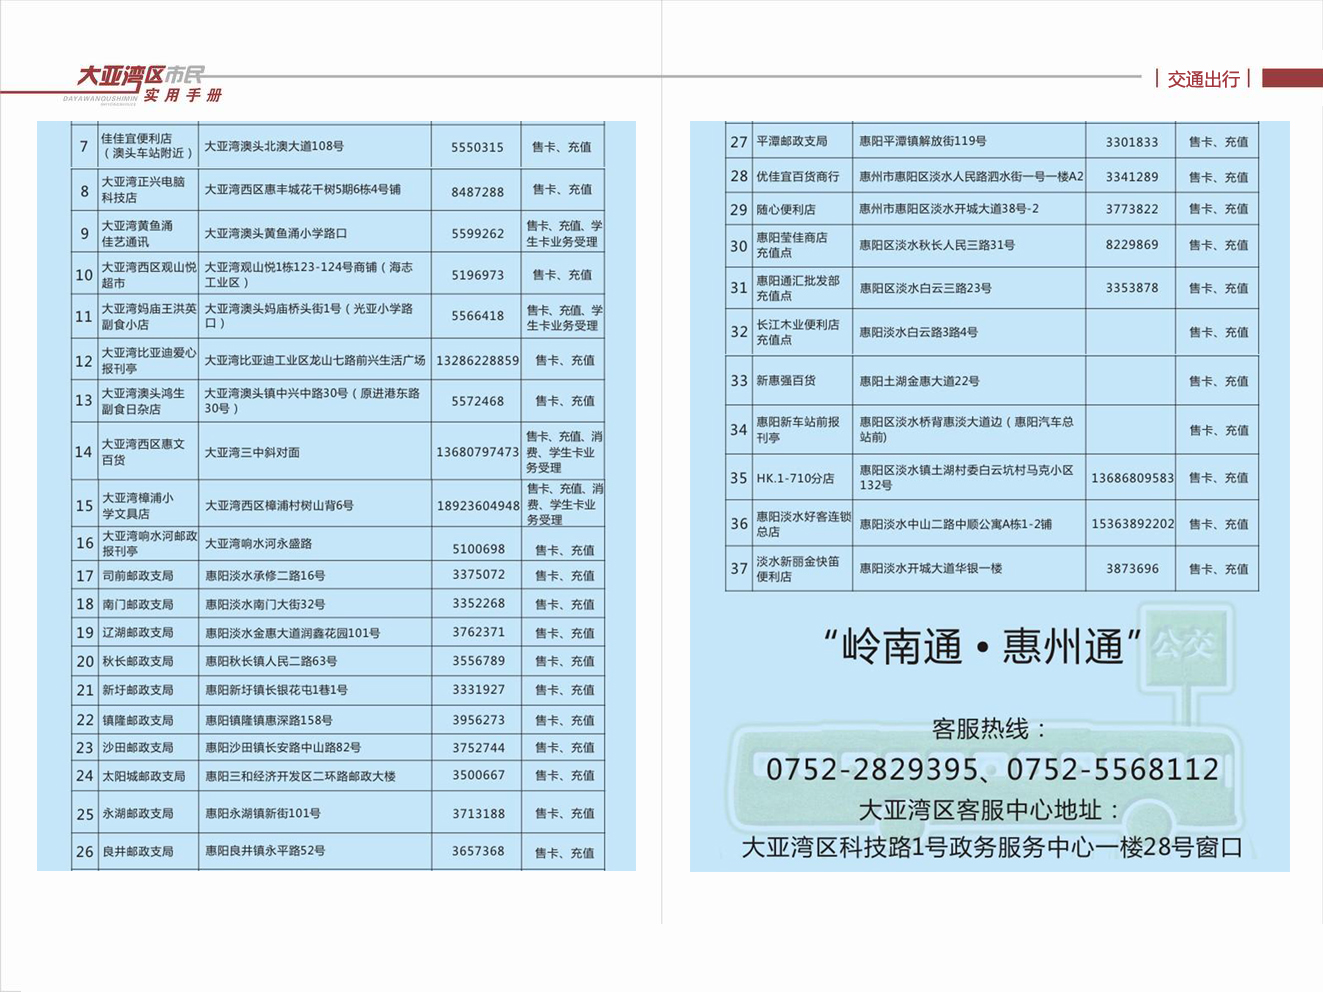 大亚湾区市民
DAYAWANQUSHIMIN
实用手册
交通出行
7 佳佳宜便利店
（澳头车站附近） 大亚湾澳头北澳大道108号 5550315 售卡、充值
8 大亚湾正兴电脑
科技店 大亚湾西区惠丰城花千树5期6栋4号铺 8487288 售卡、充值
9 大亚湾黄鱼涌
佳艺通讯 大亚湾澳头黄鱼涌小学路口 5599262 售卡、充值、学
生卡业务受理
10 大亚湾西区观山悦
超市 大亚湾观山悦1栋123-124号商铺（海志
工业区） 5196973 售卡、充值
11 大亚湾妈庙王洪英
副食小店 大亚湾澳头妈庙桥头街1号（光亚小学路
口） 5566418 售卡、充值、学
生卡业务受理
12 大亚湾比亚迪爱心
报刊亭 大亚湾比亚迪工业区龙山七路前兴生活广场 13286228859 售卡、充值
13 大亚湾澳头鸿生
副食日杂店 大亚湾澳头镇中兴中路30号（原进港东路
30号） 5572468 售卡、充值
14 大亚湾西区惠文
百货 大亚湾三中斜对面 13680797473 售卡、充值、消
费、学生卡业
务受理
15 大亚湾樟浦小
学文具店 大亚湾西区樟浦村树山背6号 18923604948 售卡、充值、消
费、学生卡业
务受理
16 大亚湾响水河邮政
报刊亭 大亚湾响水河永盛路 5100698 售卡、充值
17 司前邮政支局 惠阳淡水承修二路16号 3375072 售卡、充值
18 南门邮政支局 惠阳淡水南门大街32号 3352268 售卡、充值
19 辽湖邮政支局 惠阳淡水金惠大道润鑫花园101号 3762371 售卡、充值
20 秋长邮政支局 惠阳秋长镇人民二路63号 3556789 售卡、充值
21 新圩邮政支局 惠阳新圩镇长银花屯1巷1号 3331927 售卡、充值
22 镇隆邮政支局 惠阳镇隆镇惠深路158号 3956273 售卡、充值
23 沙田邮政支局 惠阳沙田镇长安路中山路82号 3752744 售卡、充值
24 太阳城邮政支局 惠阳三和经济开发区二环路邮政大楼 3500667 售卡、充值
25 永湖邮政支局 惠阳永湖镇新街101号 3713188 售卡、充值
26 良井邮政支局 惠阳良井镇永平路52号 3657368 售卡、充值
27 平潭邮政支局 惠阳平潭镇解放街119号 3301833 售卡、充值
28 优佳宜百货商行 惠州市惠阳区淡水人民路泗水街一号一楼A2 3341289 售卡、充值
29 随心便利店 惠州市惠阳区淡水开城大道38号-2 3773822 售卡、充值
30 惠阳莹佳商店
充值点 惠阳区淡水秋长人民三路31号 8229869 售卡、充值
31 惠阳通汇批发部
充值点 惠阳区淡水白云三路23号 3353878 售卡、充值
32 长江木业便利店
充值点 惠阳淡水白云路3路4号 售卡、充值
33 新惠强百货 惠阳土湖金惠大道22号 售卡、充值
34 惠阳新车站前报
刊亭 惠阳区淡水桥背惠淡大道边（惠阳汽车总
站前) 售卡、充值
35 HK.1-710分店 惠阳区淡水镇土湖村委白云坑村马克小区
132号 13686809583 售卡、充值
36 惠阳淡水好客连锁
总店 惠阳淡水中山二路中顺公寓A栋1-2铺 15363892202 售卡、充值
37 淡水新丽金快笛
便利店 惠阳淡水开城大道华银一楼 3873696 售卡、充值
公交
“岭南通·惠州通”
客服热线：
0752-2829395、0752-5568112
大亚湾区客服中心地址：
大亚湾区科技路1号政务服务中心一楼28号窗口